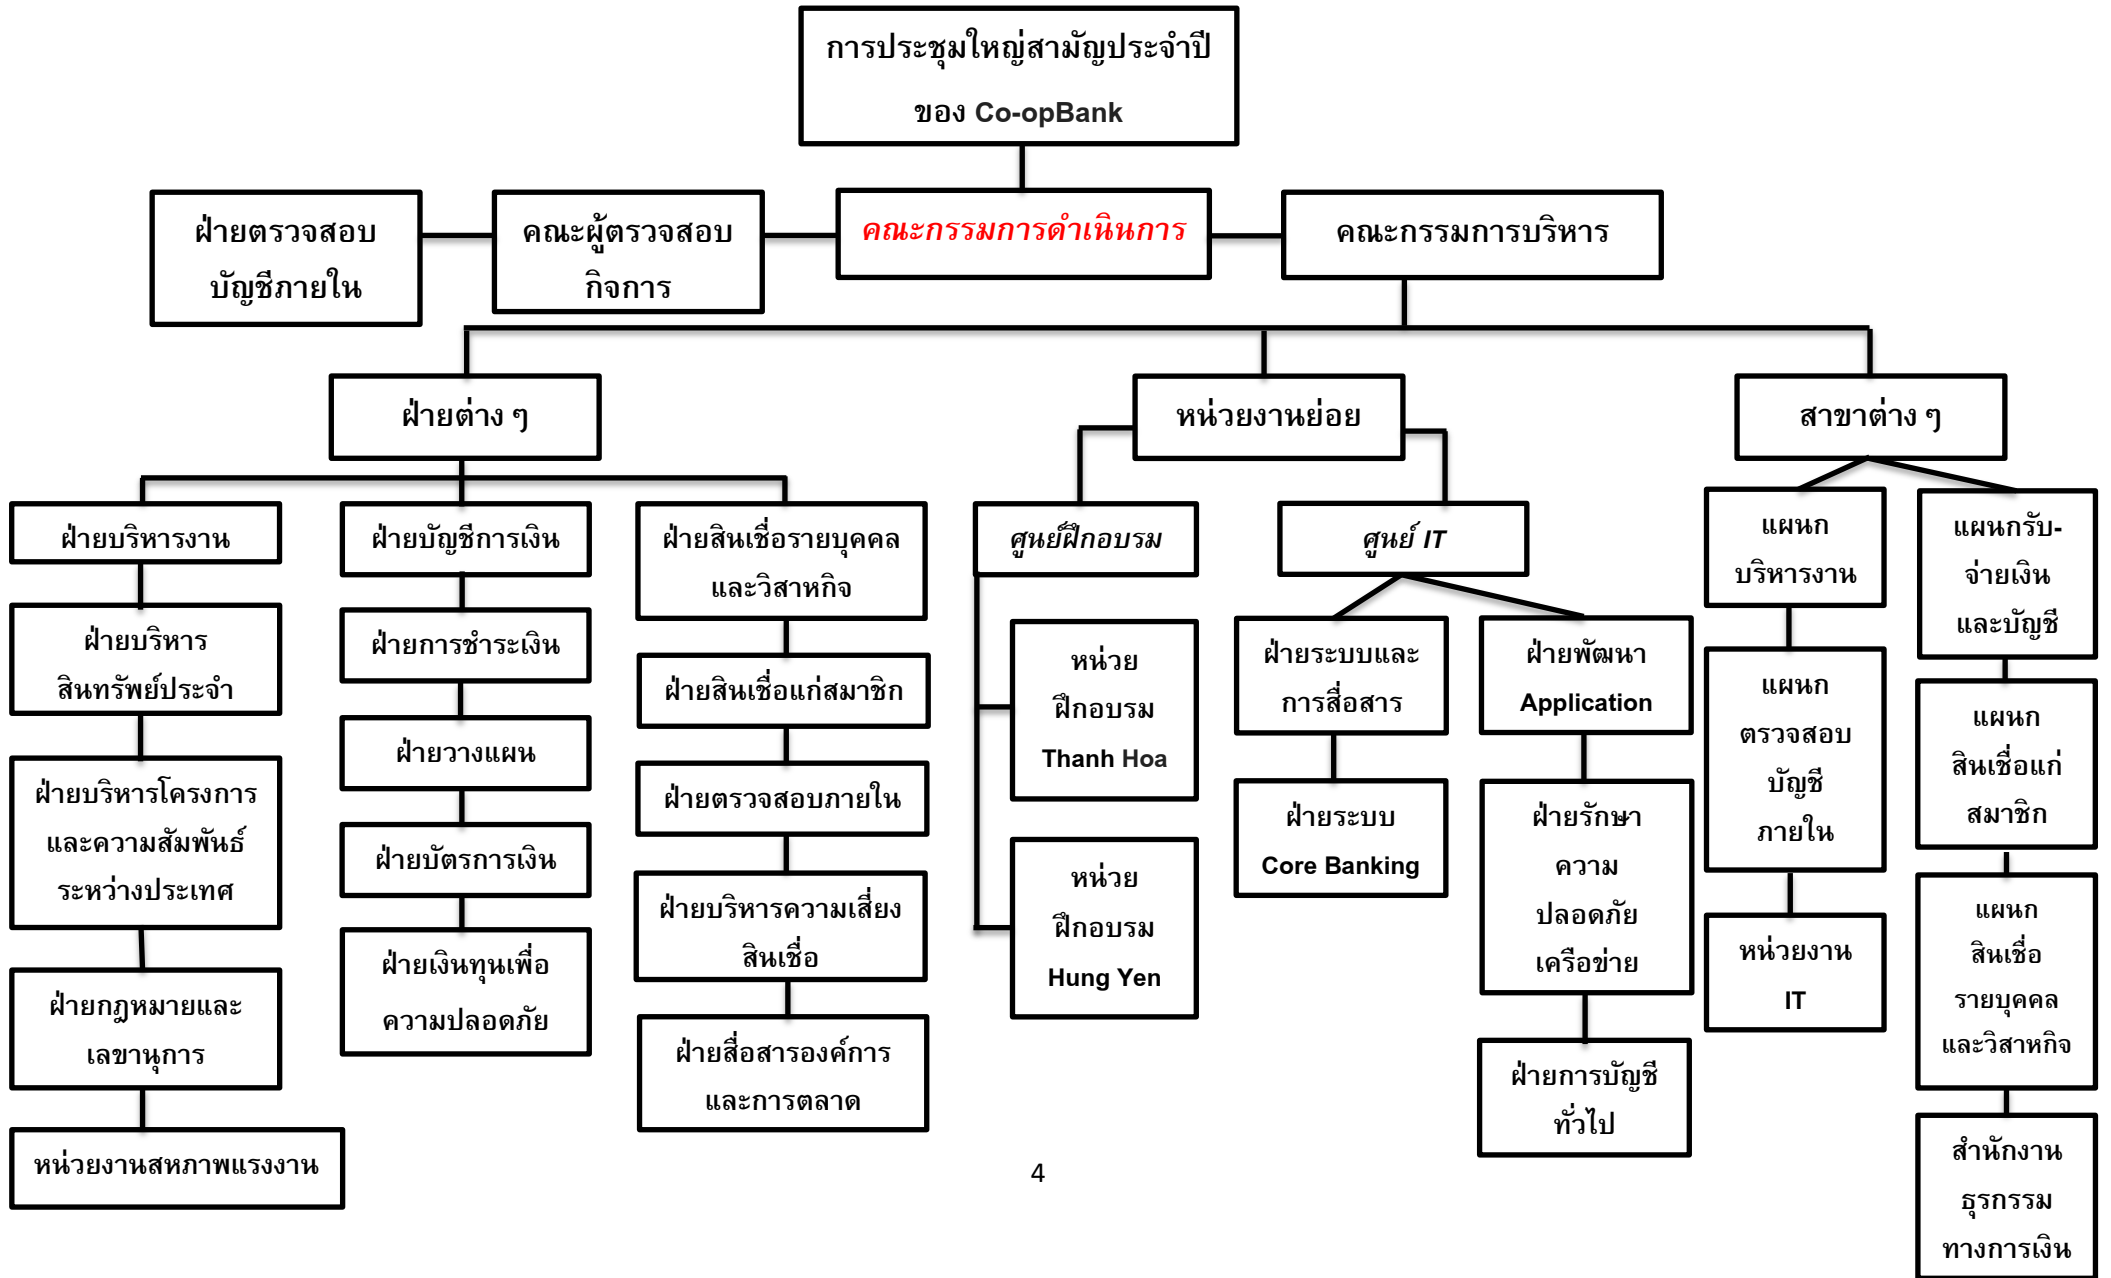 การประชุมใหญ่สามัญประจำปี
ของ Co-opBank
ฝ่ายตรวจสอบ
บัญชีภายใน
คณะผู้ตรวจสอบ
กิจการ
คณะกรรมการดำเนินการ
คณะกรรมการบริหาร
ฝ่ายต่าง ๆ
หน่วยงานย่อย
สาขาต่าง ๆ
ฝ่ายบริหารงาน
ฝ่ายบริหาร
สินทรัพย์ประจำ
ฝ่ายบริหารโครงการ
และความสัมพันธ์
ระหว่างประเทศ
ฝ่ายกฎหมายและ
เลขานุการ
หน่วยงานสหภาพแรงงาน
ฝ่ายบัญชีการเงิน
ฝ่ายการชำระเงิน
ฝ่ายวางแผน
ฝ่ายบัตรการเงิน
ฝ่ายเงินทุนเพื่อ
ความปลอดภัย
ฝ่ายสินเชื่อรายบุคคล
และวิสาหกิจ
ฝ่ายสินเชื่อแก่สมาชิก
ฝ่ายตรวจสอบภายใน
ฝ่ายบริหารความเสี่ยง
สินเชื่อ
ฝ่ายสื่อสารองค์การ
และการตลาด
ศูนย์ฝึกอบรม
หน่วย
ฝึกอบรม
Thanh Hoa
หน่วย
ฝึกอบรม
Hung Yen
ศูนย์ IT
ฝ่ายระบบและ
การสื่อสาร
ฝ่ายระบบ
Core Banking
ฝ่ายพัฒนา
Application
ฝ่ายรักษา
ความ
ปลอดภัย
เครือข่าย
ฝ่ายการบัญชี
ทั่วไป
แผนก
บริหารงาน
แผนก
ตรวจสอบ
บัญชี
ภายใน
หน่วยงาน
IT
แผนกรับ-
จ่ายเงิน
และบัญชี
แผนก
สินเชื่อแก่
สมาชิก
แผนก
สินเชื่อ
รายบุคคล
และวิสาหกิจ
สำนักงาน
ธุรกรรม
ทางการเงิน
4